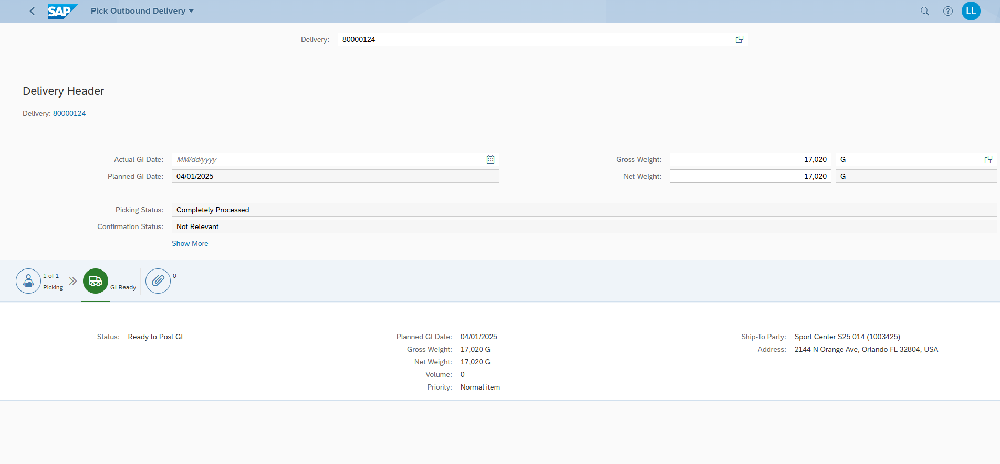 SAP Pick Outbound Delivery LL
Delivery: 80000124
Delivery Header
Delivery: 80000124
Actual GI Date: MM/dd/yyyy Gross Weight: 17,020 G
Planned GI Date: 04/01/2025 Net Weight: 17,020 G
Picking Status: Completely Processed
Confirmation Status: Not Relevant
Show More
1 of 1 0
Picking GI Ready
Status: Ready to Post GI Planned GI Date: 04/01/2025 Ship-To Party: Sport Center S25 014 (1003425)
Gross Weight: 17,020 G Address: 2144 N Orange Ave, Orlando FL 32804, USA
Net Weight: 17,020 G
Volume: 0
Priority: Normal item